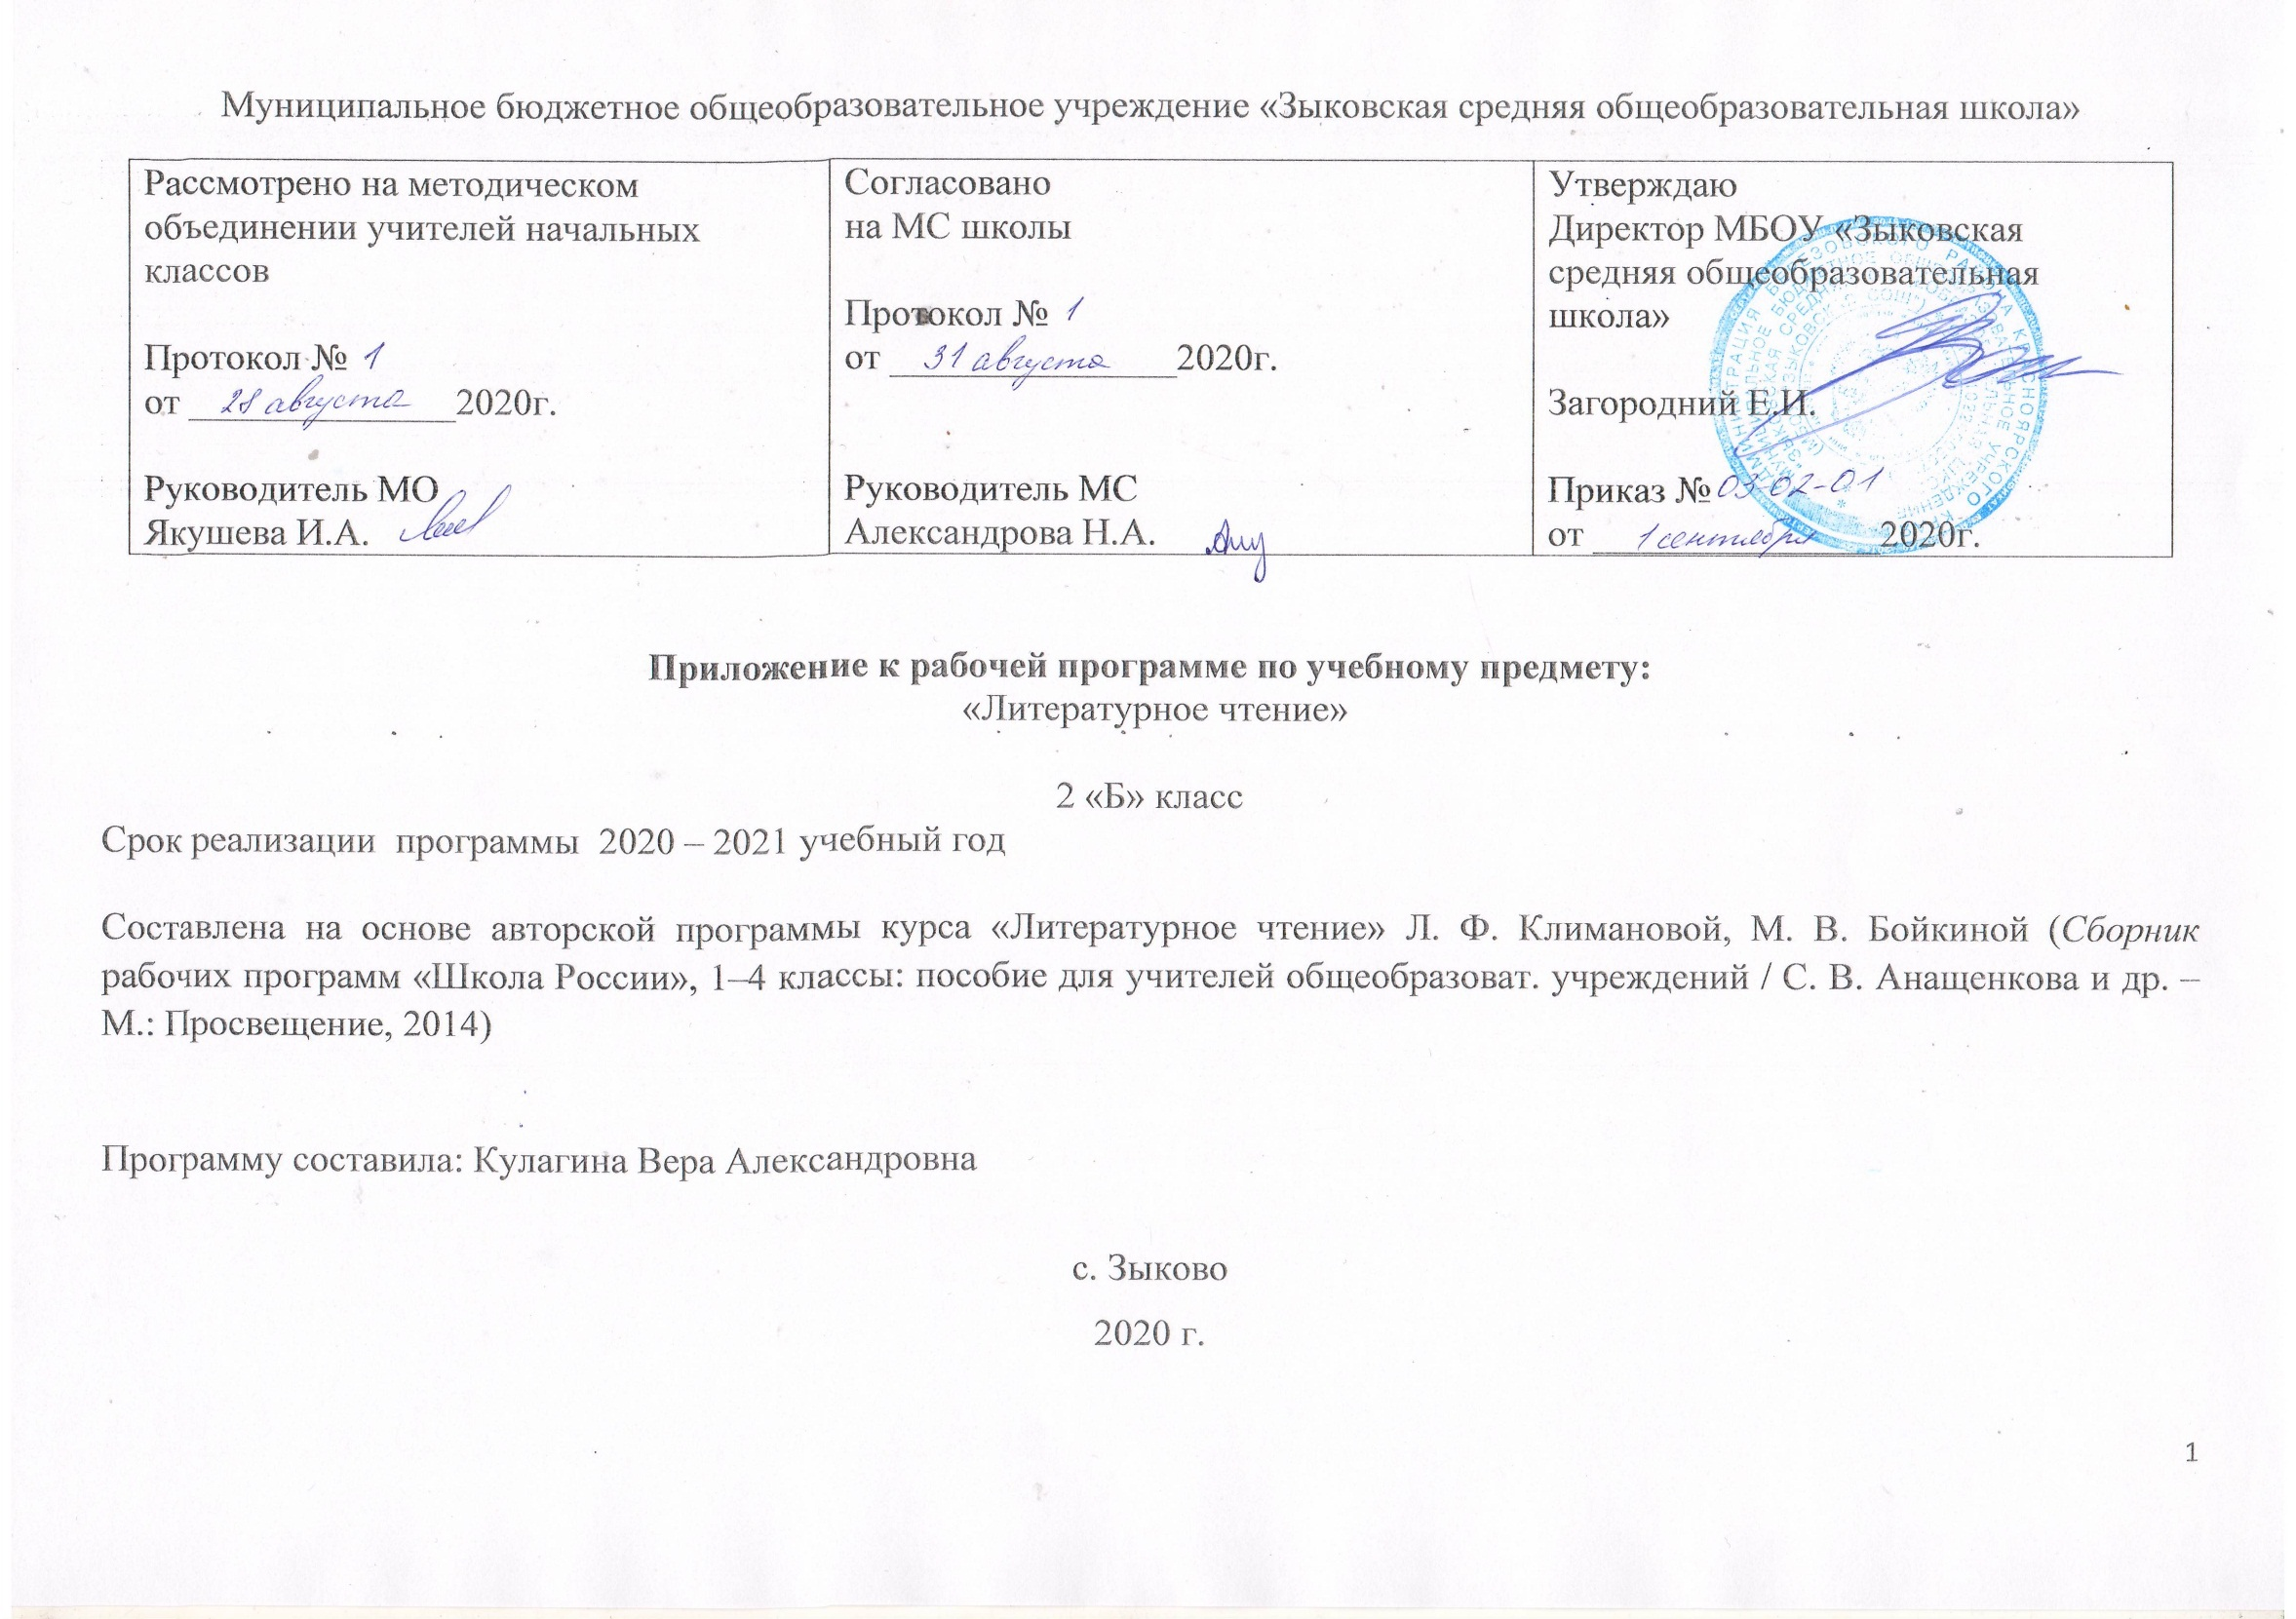 Муниципальное бюджетное общеобразовательное учреждение «Зыковская средняя общеобразовательная школа»
Рассмотрено на методическом
объединении учителей начальных
классов
Протокол № 1
от 28 августа 2020г.
Руководитель МО
Якушева И.А.
Согласовано
на МС школы
Протокол № 1
от 31 августа 2020г.
Руководитель МС
Александрова Н.А.
Утверждаю
Директор МБОУ «Зыковская
средняя общеобразовательная
школа»
Загородний Е.И.
Приказ № 03-02-01
от 1 сентября 2020г.
Приложение к рабочей программе по учебному предмету:
«Литературное чтение»
2 «Б» класс
Срок реализации программы 2020 – 2021 учебный год
Составлена на основе авторской программы курса «Литературное чтение» Л. Ф. Климановой, М. В. Бойкиной (Сборник
рабочих программ «Школа России», 1–4 классы: пособие для учителей общеобразоват. учреждений / С. В. Анащенкова и др. –
М.: Просвещение, 2014)
Программу составила: Кулагина Вера Александровна
с. Зыково
2020 г.
1